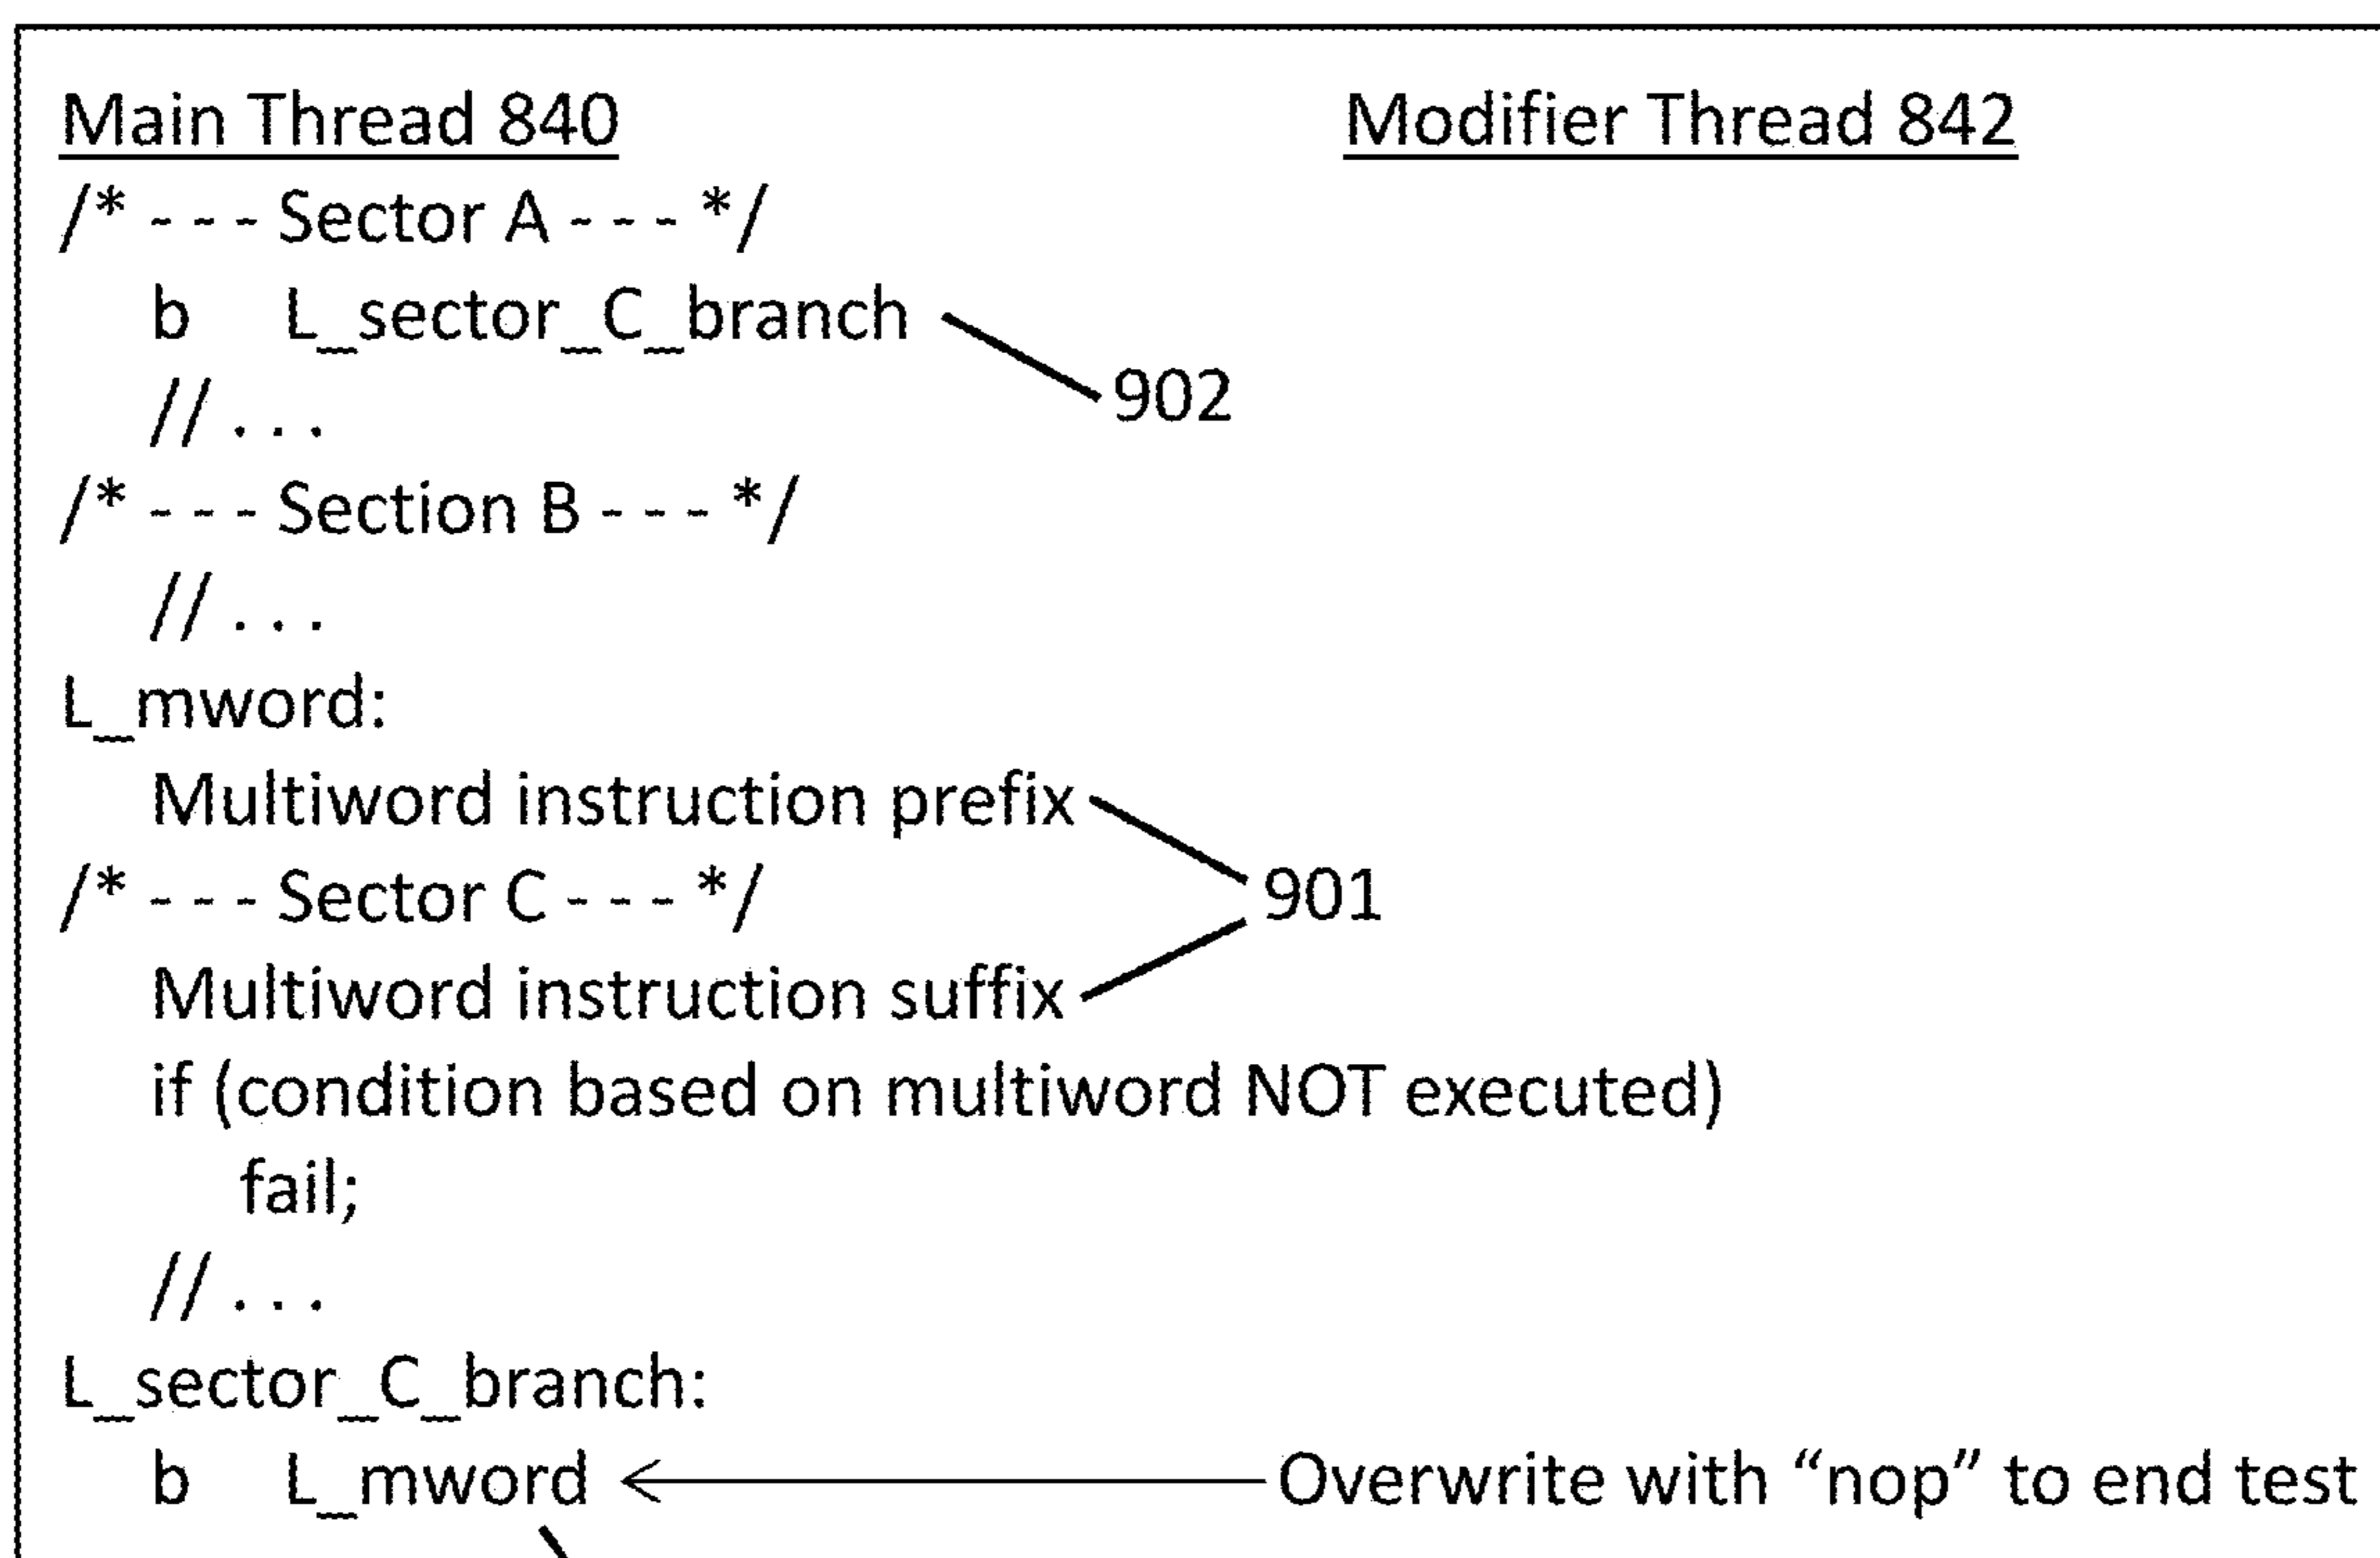 Main Thread 840 Modifier Thread 842
/* - - - Sector A - - - */
b L_sector_C_branch
902
// . . .
/* - - - Section B - - - */
// . . .
L_mword:
Multiword instruction prefix
/* - - - Sector C - - - */ 901
Multiword instruction suffix
if (condition based on multiword NOT executed)
fail;
// . . .
L_sector_C_branch:
b L_mword Overwrite with “nop” to end test